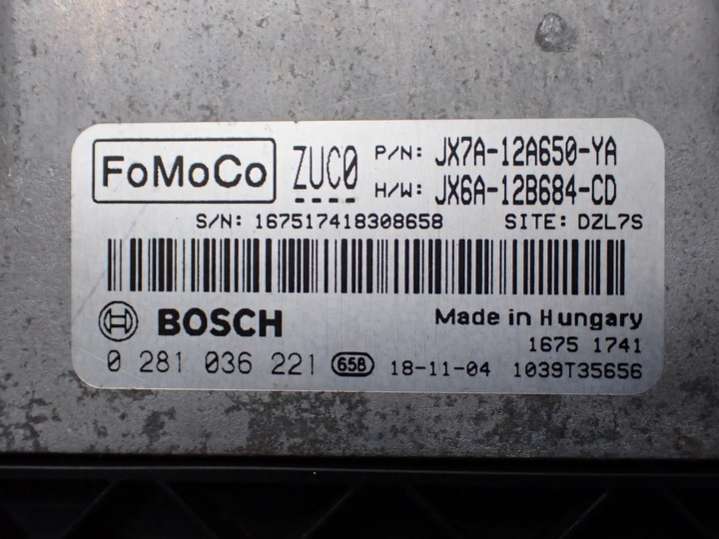 FoMoCo ZUC0 P/N: JX7A-12A650-YA
H/W: JX6A-12B684-CD
S/N: 167517418308658 SITE: DZL7S
BOSCH Made in Hungary
1675 1741
0 281 036 221 658 18-11-04 1039T35656